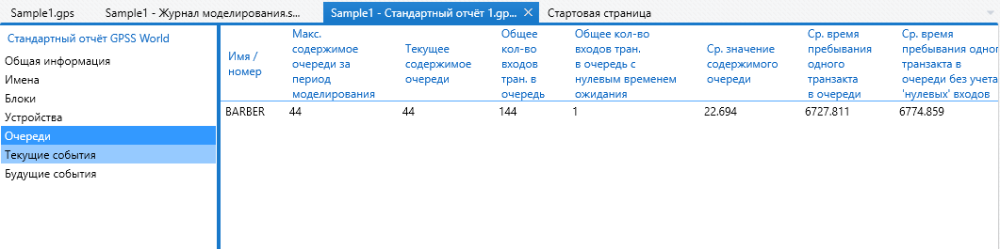 Sample1.gps Sample1 - Журнал моделирования.s... Sample1 - Стандартный отчёт 1.gp... × Стартовая страница
Стандартный отчёт GPSS World
Общая информация
Имена
Блоки
Устройства
Очереди
Текущие события
Будущие события
Имя /
номер
Макс.
содержимое
очереди за
период
моделирования
Текущее
содержимое
очереди
Общее
кол-во
входов
тран. в
очередь
Общее кол-во
входов тран.
в очередь с
нулевым временем
ожидания
Ср. значение
содержимого
очереди
Ср. время
пребывания
одного
транзакта
в очереди
Ср. время
пребывания одног
транзакта в
очереди без учета
'нулевых' входов
BARBER 44 44 144 1 22.694 6727.811 6774.859